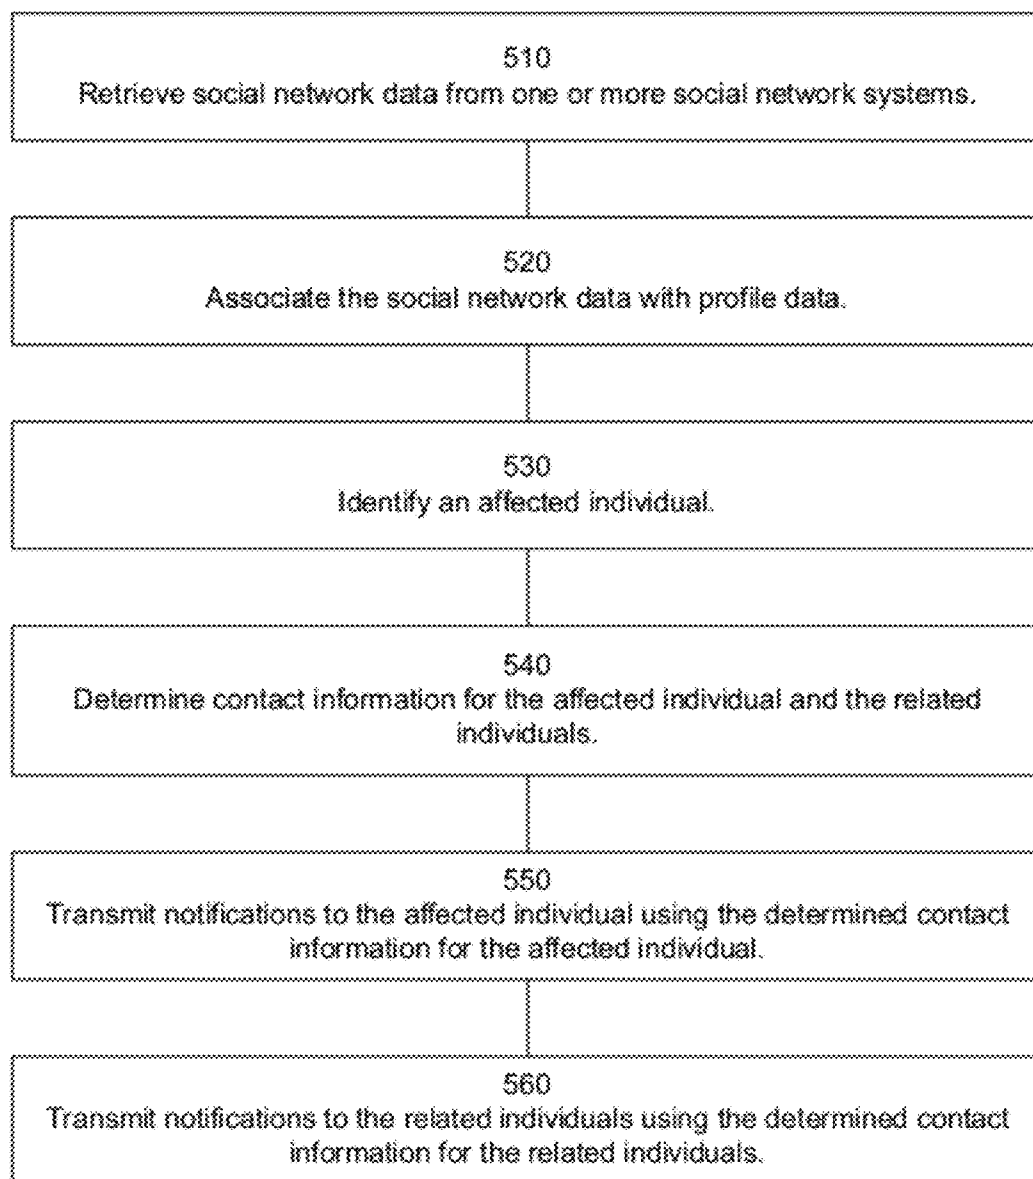 510
Retrieve social network data from one or more social network systems.
520
Associate the social network data with profile data.
530
Identify an affected individual.
540
Determine contact information for the affected individual and the related
individuals.
550
Transmit notifications to the affected individual using the determined contact
information for the affected individual.
560
Transmit notifications to the related individuals using the determined contact
information for the related individuals.